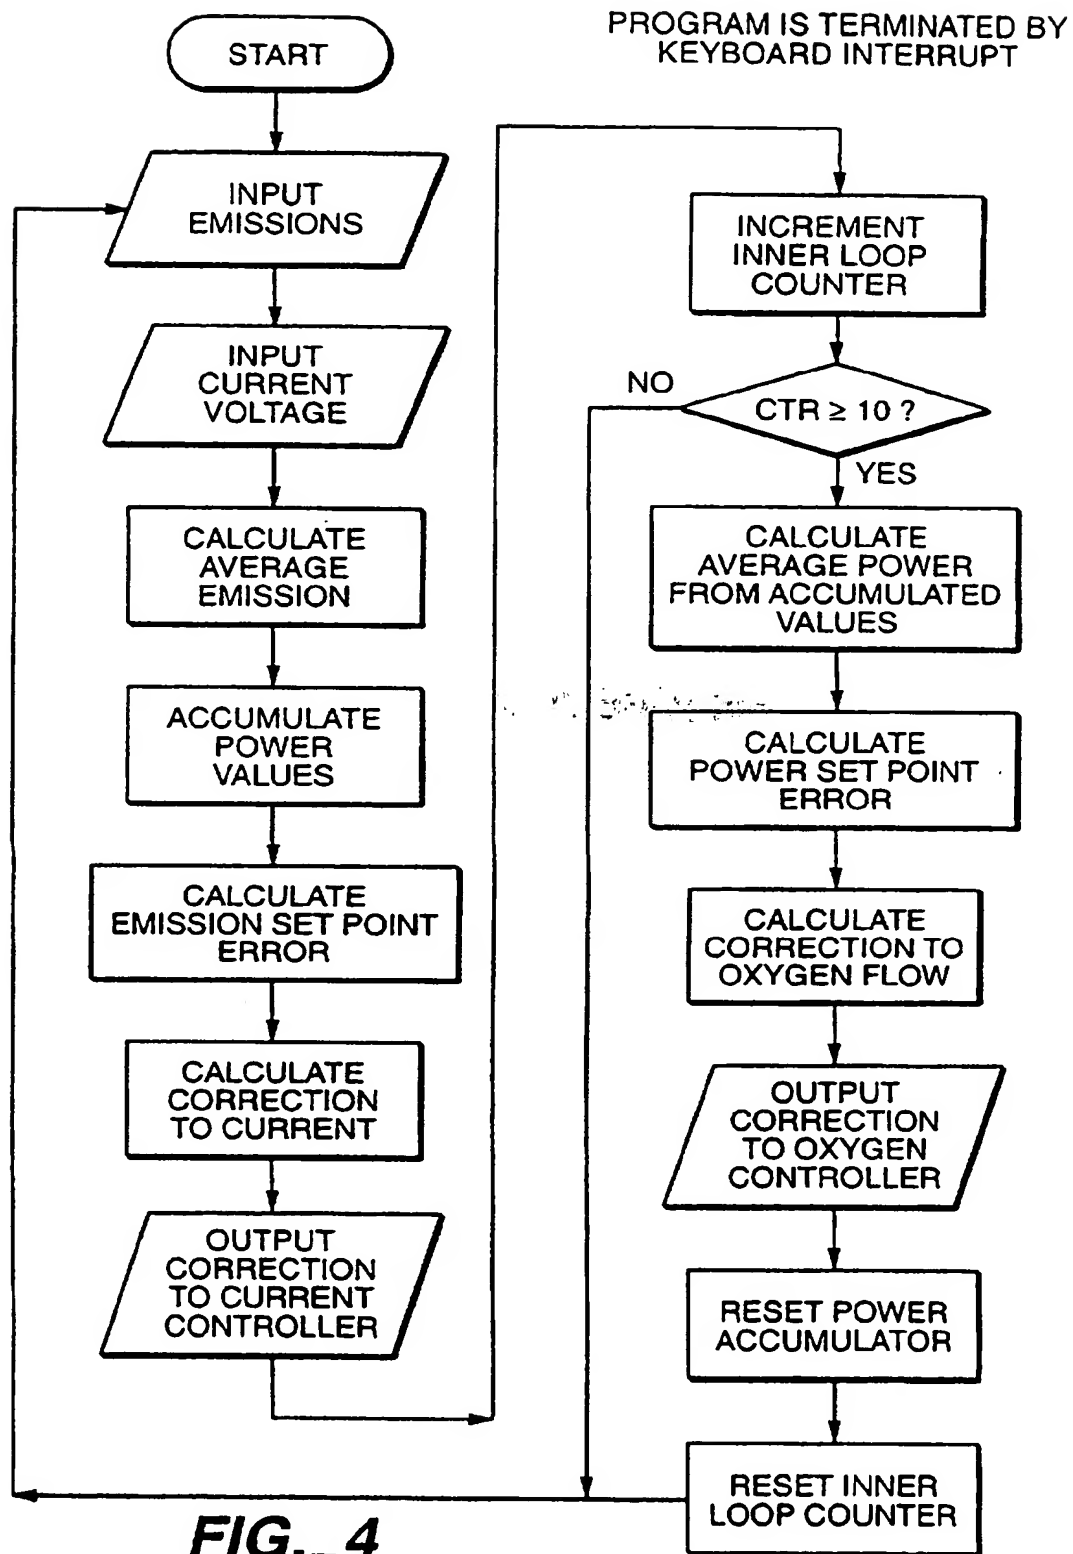 PROGRAM IS TERMINATED BY
KEYBOARD INTERRUPT
START
INPUT
EMISSIONS
INPUT
CURRENT
VOLTAGE
CALCULATE
AVERAGE
EMISSION
ACCUMULATE
POWER
VALUES
CALCULATE
EMISSION SET POINT
ERROR
CALCULATE
CORRECTION
TO CURRENT
OUTPUT
CORRECTION
TO CURRENT
CONTROLLER
INCREMENT
INNER LOOP
COUNTER
NO
CTR ≥ 10 ?
YES
CALCULATE
AVERAGE POWER
FROM ACCUMULATED
VALUES
CALCULATE
POWER SET POINT
ERROR
CALCULATE
CORRECTION TO
OXYGEN FLOW
OUTPUT
CORRECTION
TO OXYGEN
CONTROLLER
RESET POWER
ACCUMULATOR
RESET INNER
LOOP COUNTER
FIG._4